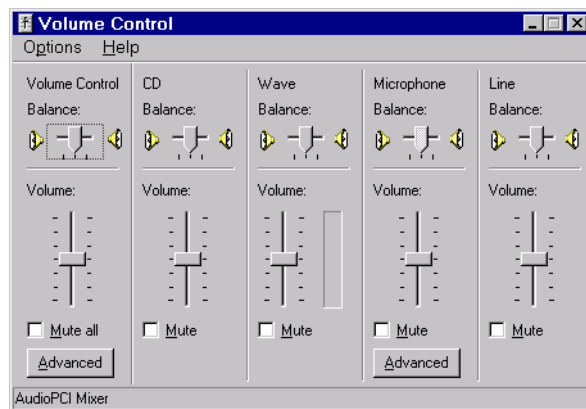 Volume Control
Options Help
Volume Control CD Wave Microphone Line
Balance: Balance: Balance: Balance: Balance:
Volume: Volume: Volume: Volume: Volume:
Mute all Mute Mute Mute Mute
Advanced Advanced
AudioPCI Mixer